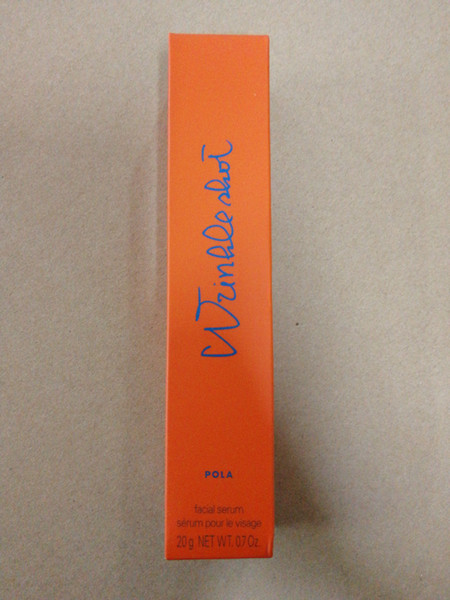 Wrinkle shot
POLA
facial serum
sérum pour le visage
20 g NET WT. 0.7 Oz.